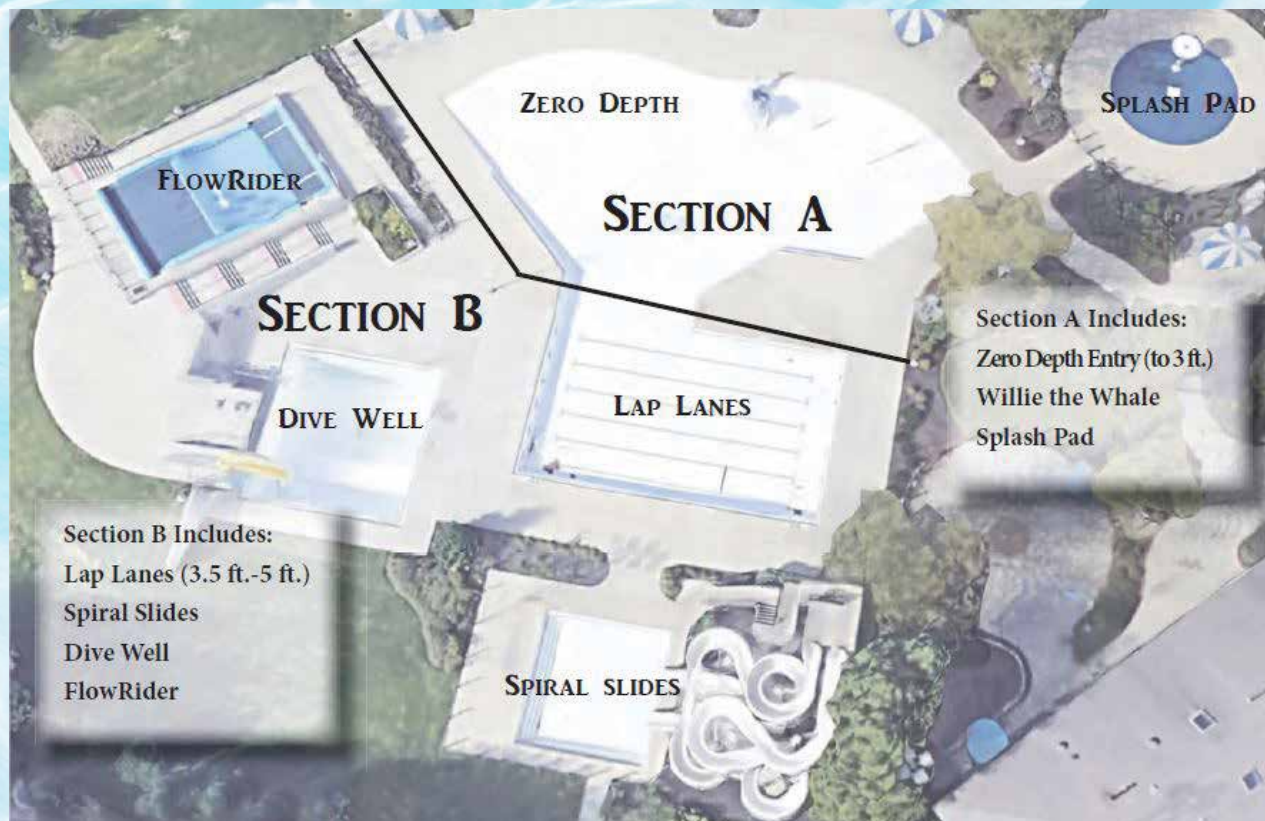 Zero Depth
Splash Pad
FlowRider
Section A
Section B
Section A Includes:
Zero Depth Entry (to 3 ft.)
Willie the Whale
Splash Pad
Lap Lanes
Dive Well
Section B Includes:
Lap Lanes (3.5 ft.-5 ft.)
Spiral Slides
Dive Well
FlowRider
Spiral slides